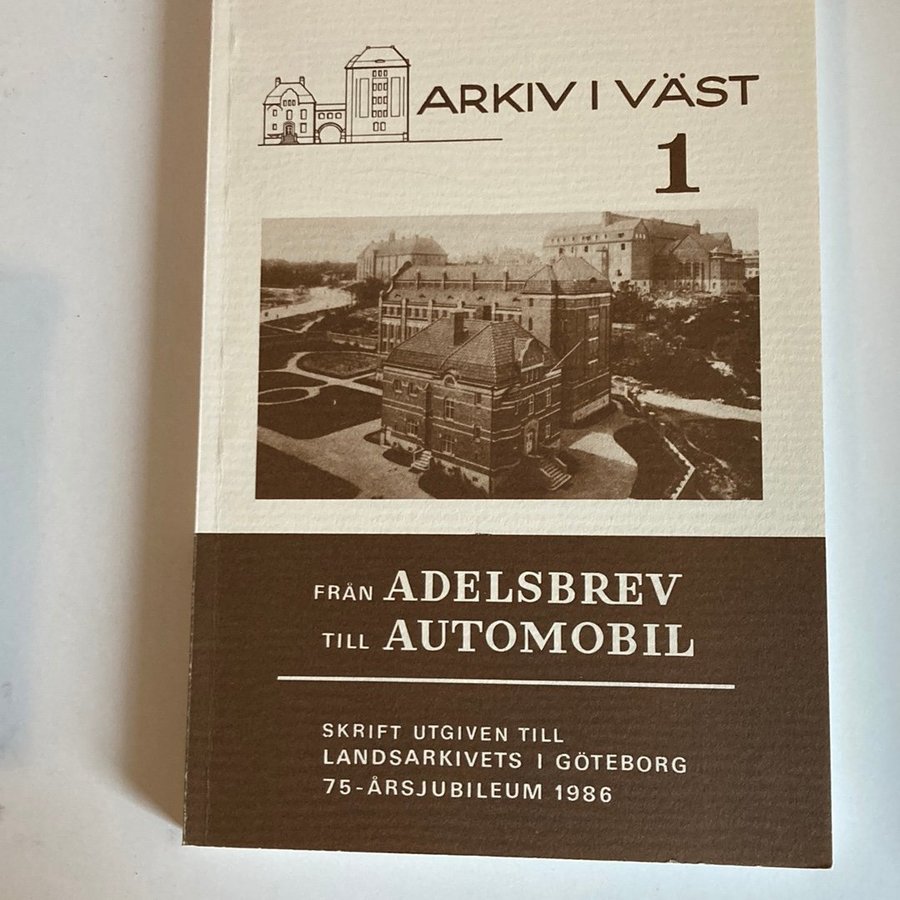 ARKIV I VÄST
1
FRÅN ADELSBREV
TILL AUTOMOBIL
SKRIFT UTGIVEN TILL
LANDSARKIVETS I GÖTEBORG
75-ÅRSJUBILEUM 1986